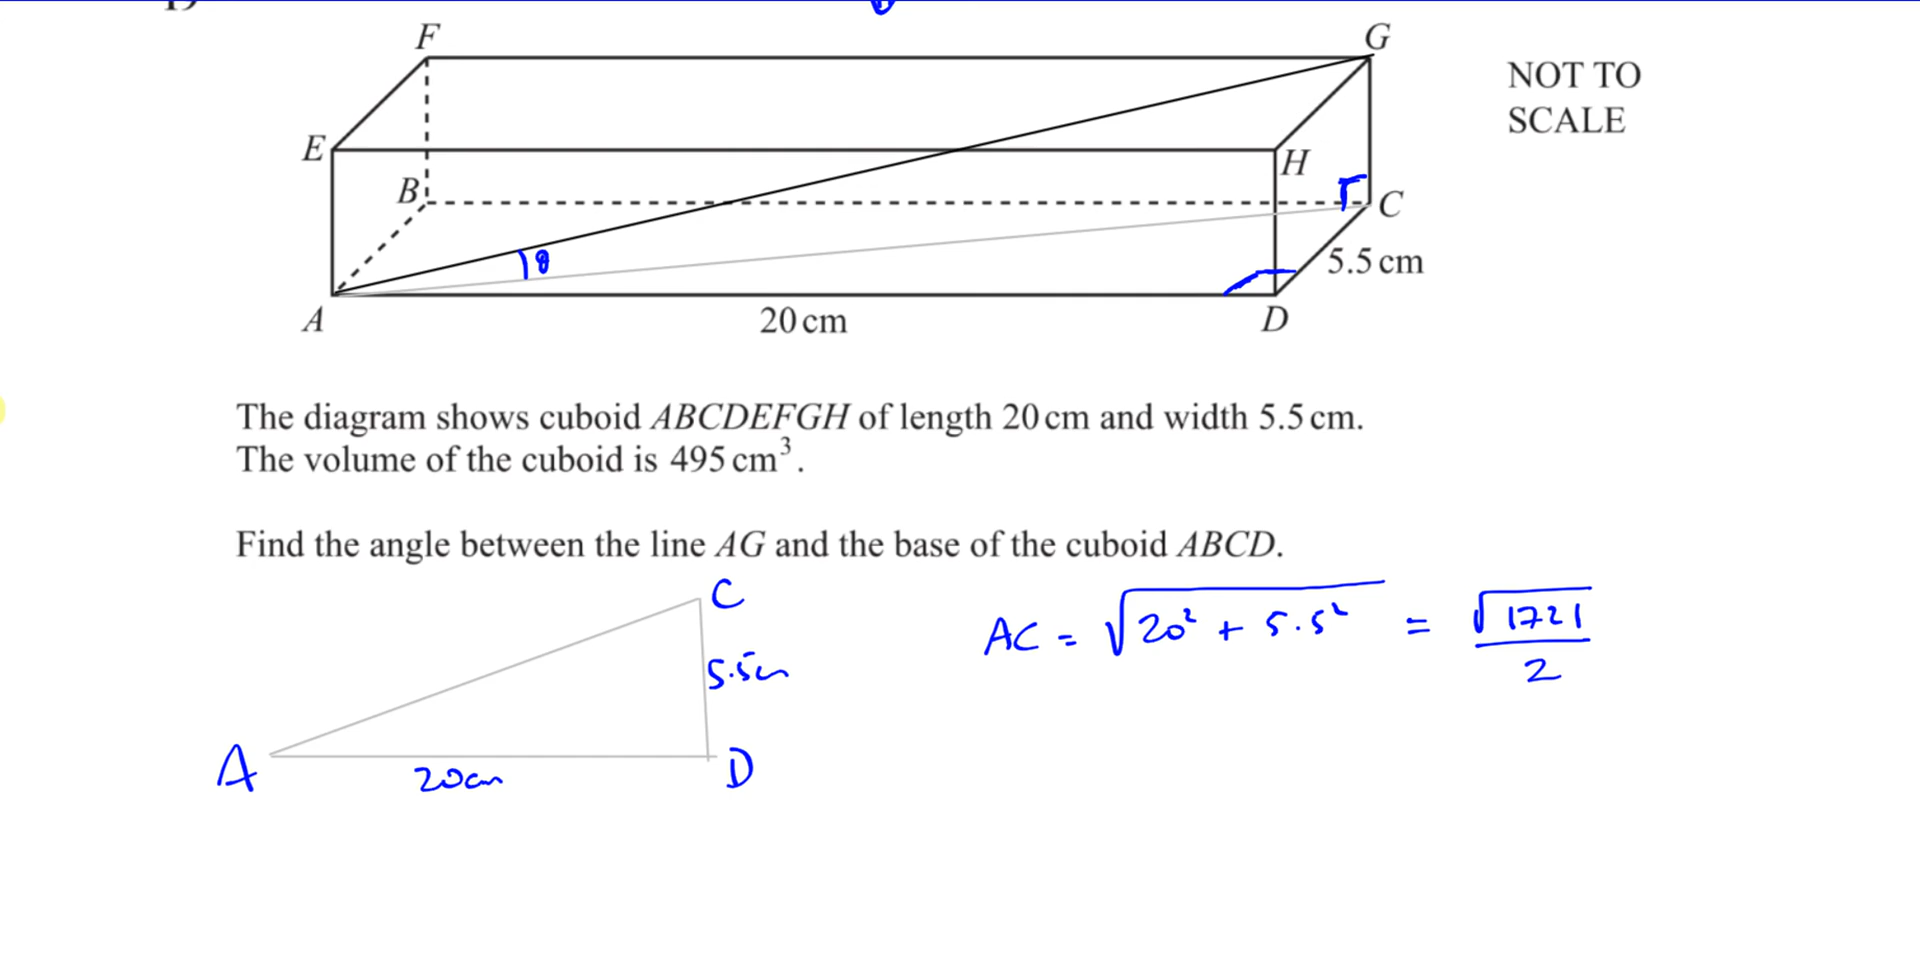 F
G
NOT TO
SCALE
E
H
B
C
θ
5.5 cm
A
20 cm
D
The diagram shows cuboid ABCDEFGH of length 20 cm and width 5.5 cm.
The volume of the cuboid is 495 cm³.
Find the angle between the line AG and the base of the cuboid ABCD.
C
AC = √20² + 5.5² = √1721 / 2
5.5cm
A
20cm
D